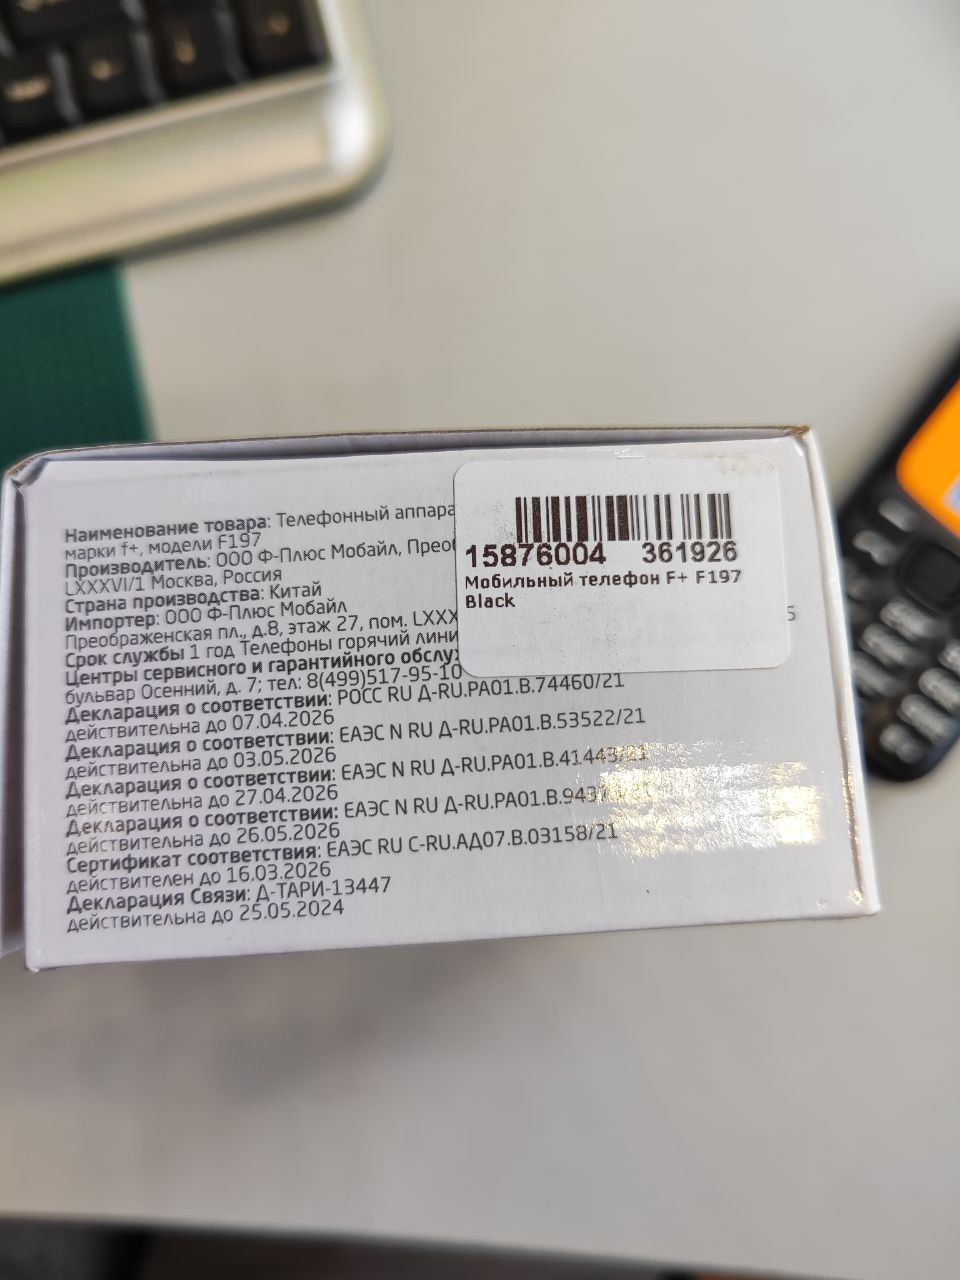 Наименование товара: Телефонный аппара
марки f+, модели F197
Производитель: ООО Ф-Плюс Мобайл, Преоб
LXXXVI/1 Москва, Россия
Страна производства: Китай
Импортер: ООО Ф-Плюс Мобайл
Преображенская пл., д.8, этаж 27, пом. LXXX
Срок службы 1 год Телефоны горячий лини
Центры сервисного и гарантийного обслу
бульвар Осенний, д. 7; тел: 8(499)517-95-10
Декларация о соответствии: РОСС RU Д-RU.РА01.В.74460/21
действительна до 07.04.2026
Декларация о соответствии: ЕАЭС N RU Д-RU.РА01.В.53522/21
действительна до 03.05.2026
Декларация о соответствии: ЕАЭС N RU Д-RU.РА01.В.41443/21
действительна до 27.04.2026
Декларация о соответствии: ЕАЭС N RU
действительна до 26.05.2026
Сертификат соответствия: ЕАЭС RU С-RU.АД07.В.03158/21
действителен до 16.03.2026
Декларация Связи: Д-ТАРИ-13447
действительна до 25.05.2024
15876004 361926
Мобильный телефон F+ F197
Black